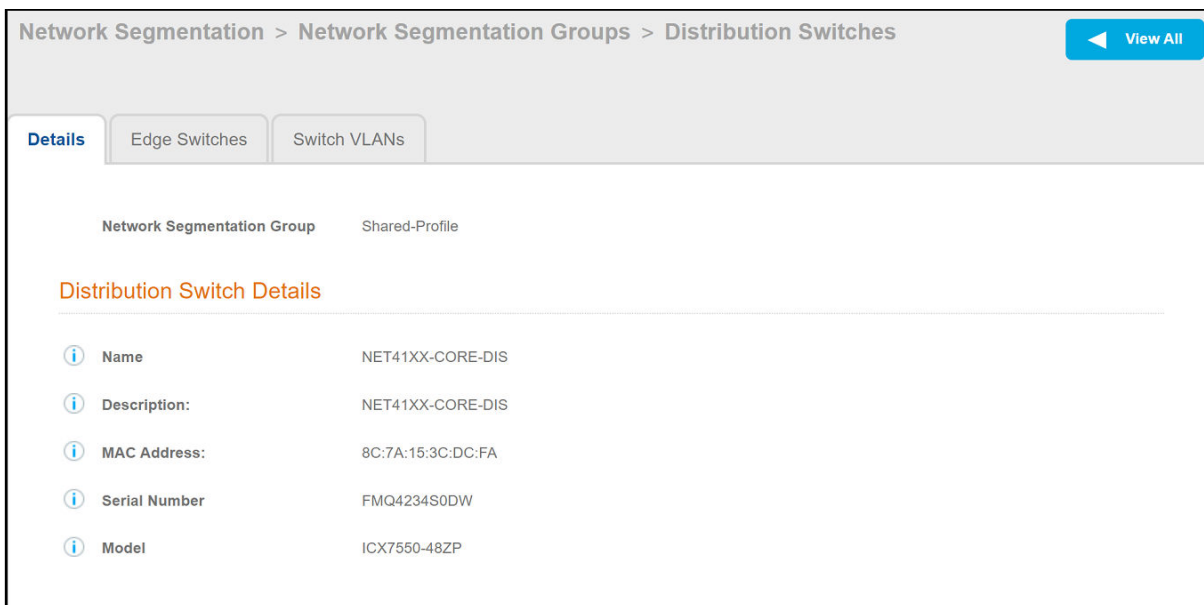 Network Segmentation > Network Segmentation Groups > Distribution Switches
View All
Details
Edge Switches
Switch VLANs
Network Segmentation Group Shared-Profile
Distribution Switch Details
Name NET41XX-CORE-DIS
Description: NET41XX-CORE-DIS
MAC Address: 8C:7A:15:3C:DC:FA
Serial Number FMQ4234S0DW
Model ICX7550-48ZP